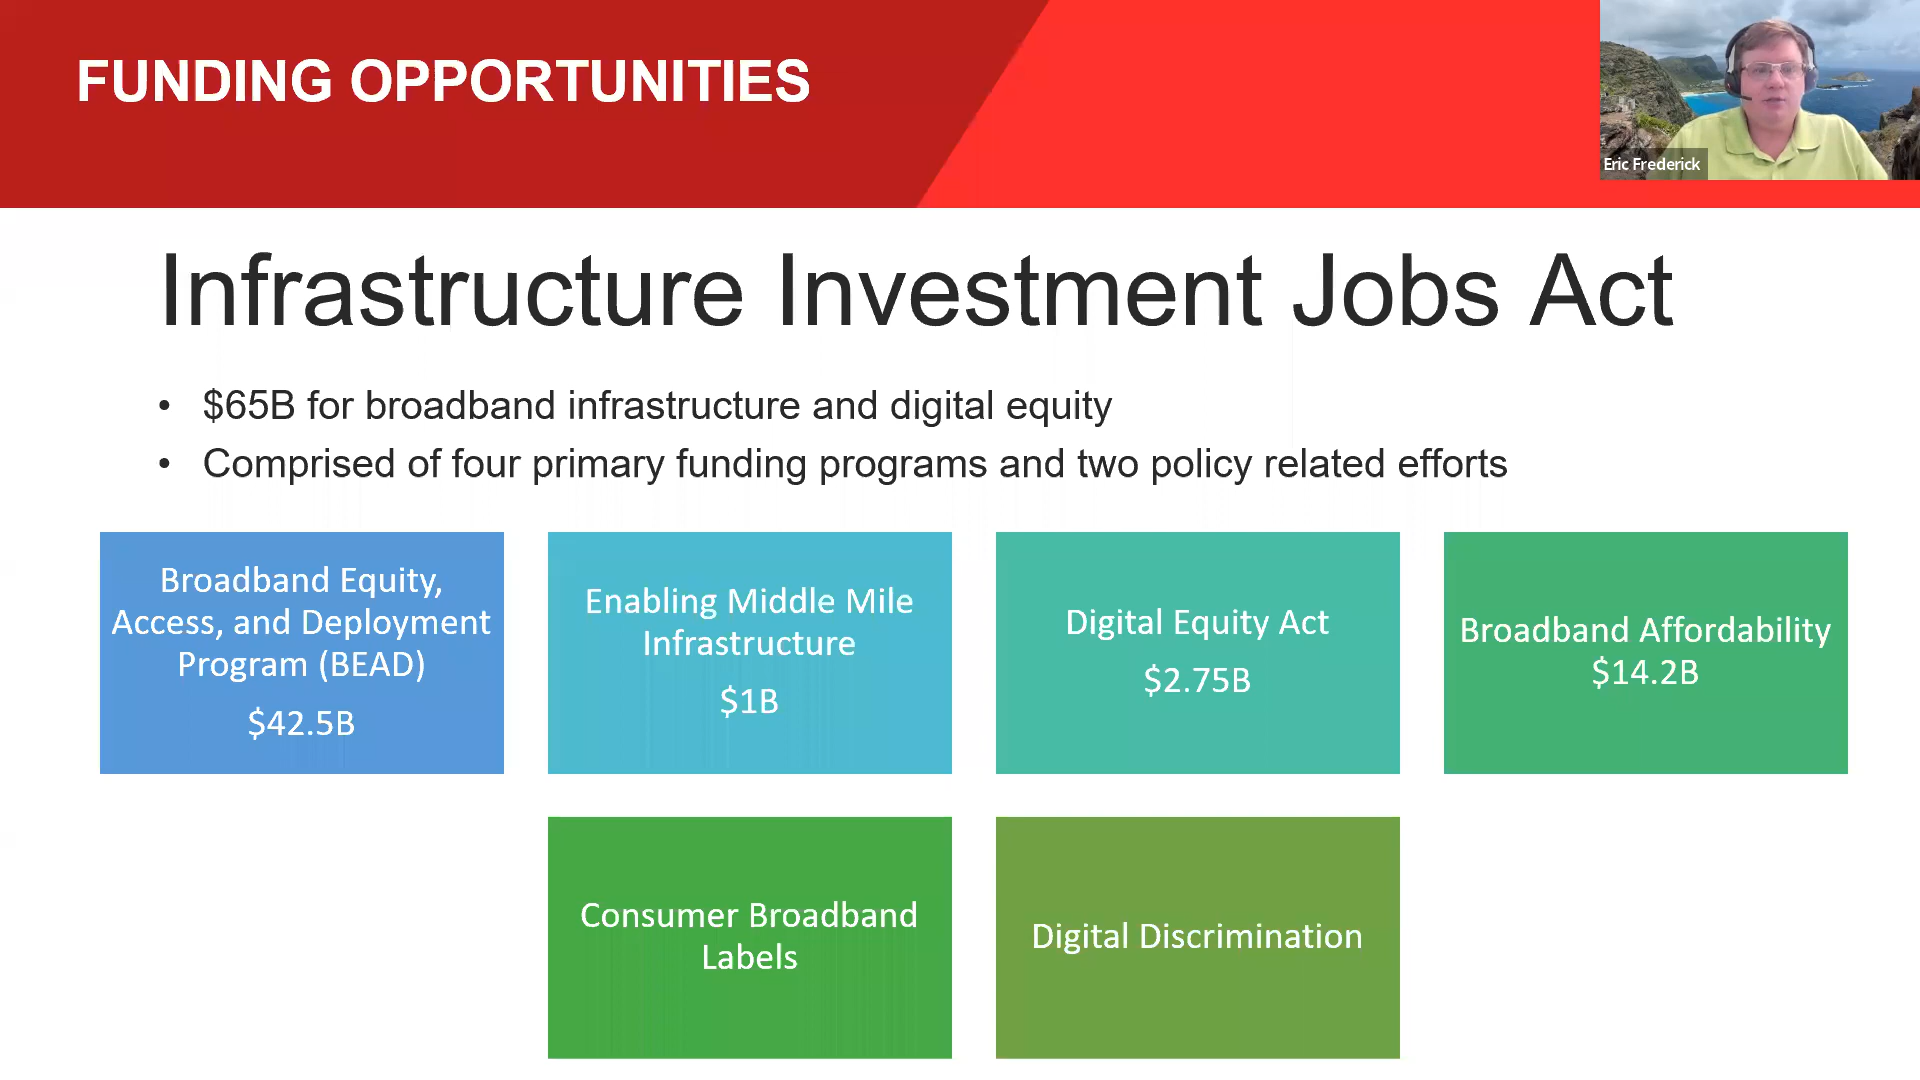 FUNDING OPPORTUNITIES
Eric Frederick
Infrastructure Investment Jobs Act
• $65B for broadband infrastructure and digital equity
• Comprised of four primary funding programs and two policy related efforts
Broadband Equity,
Access, and Deployment
Program (BEAD)
$42.5B
Enabling Middle Mile
Infrastructure
$1B
Digital Equity Act
$2.75B
Broadband Affordability
$14.2B
Consumer Broadband
Labels
Digital Discrimination